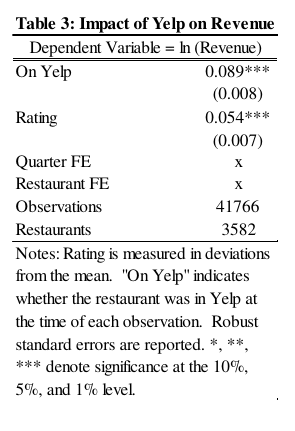 Table 3: Impact of Yelp on Revenue
Dependent Variable = ln (Revenue)
On Yelp 0.089***
(0.008)
Rating 0.054***
(0.007)
Quarter FE x
Restaurant FE x
Observations 41766
Restaurants 3582
Notes: Rating is measured in deviations
from the mean. "On Yelp" indicates
whether the restaurant was in Yelp at
the time of each observation. Robust
standard errors are reported. *, **,
*** denote significance at the 10%,
5%, and 1% level.